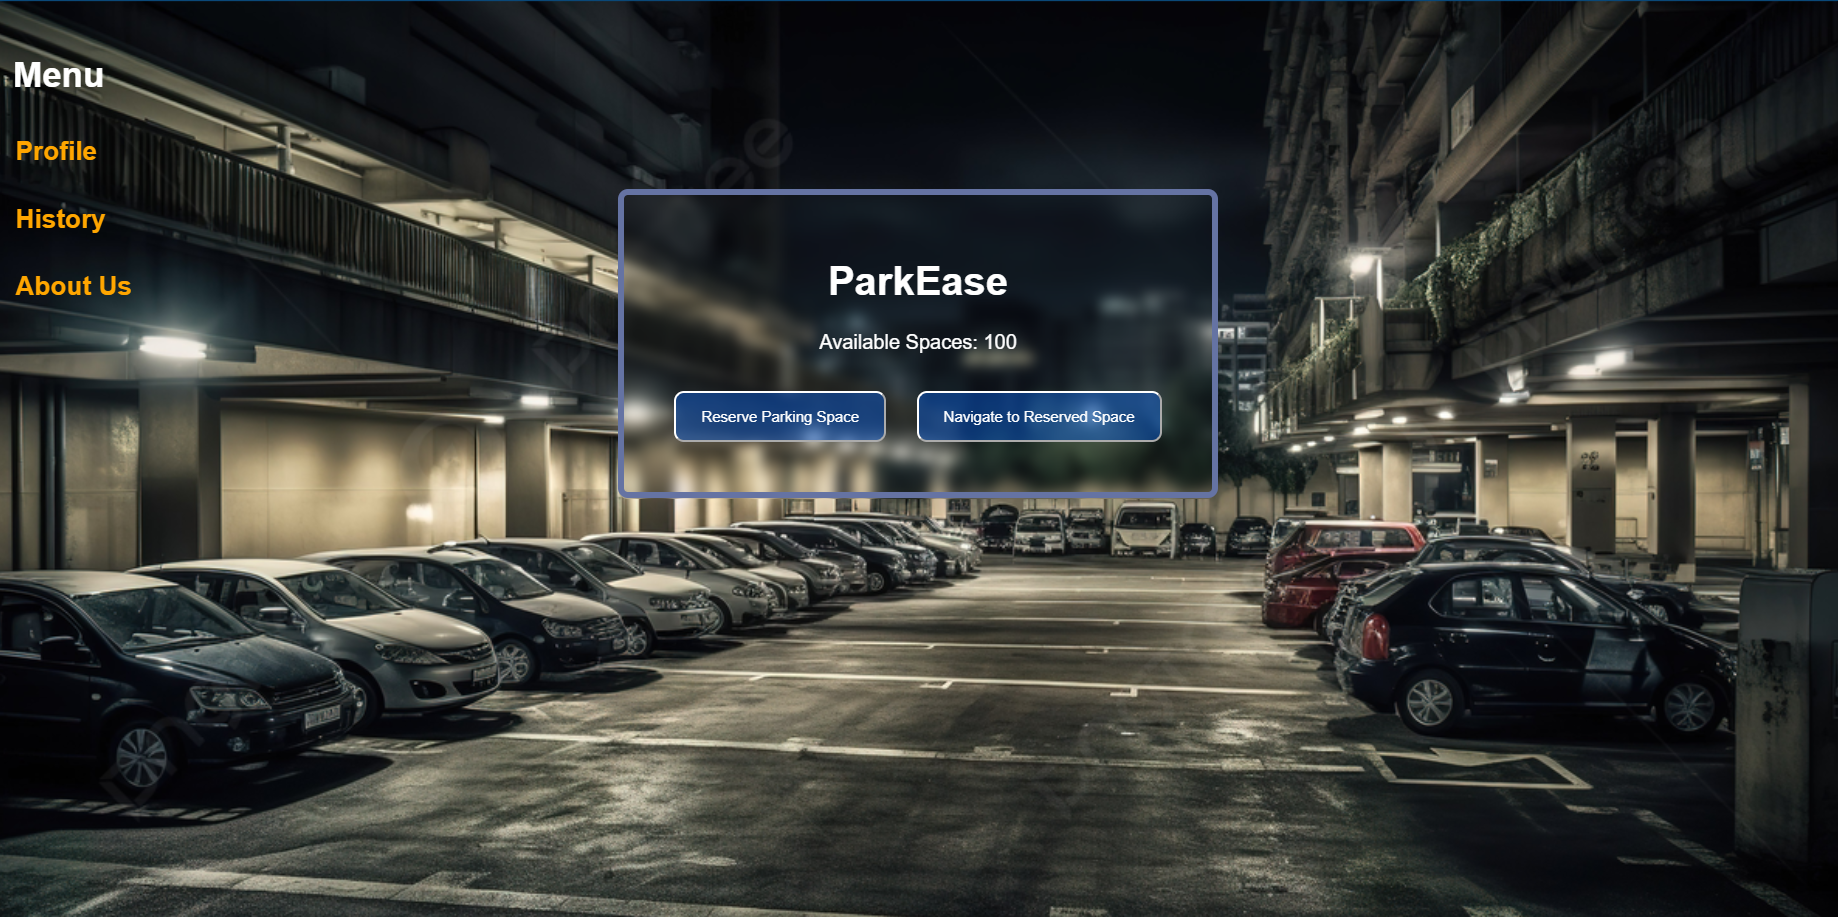 Menu
Profile
History
About Us
ParkEase
Available Spaces: 100
Reserve Parking Space
Navigate to Reserved Space